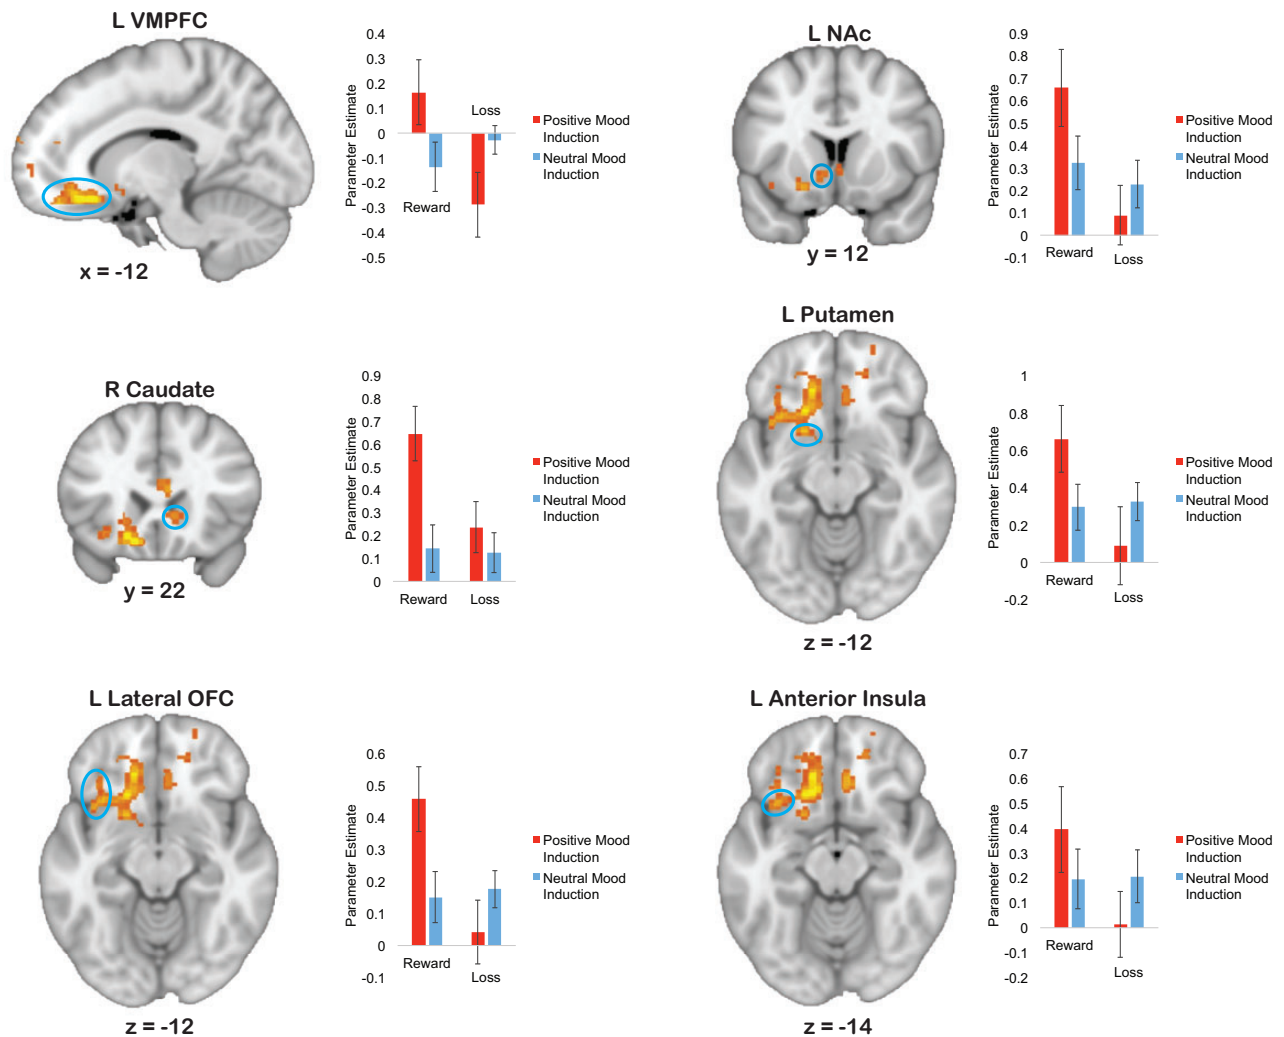 L VMPFC
0.4
0.3
0.2
0.1
0
-0.1
-0.2
-0.3
-0.4
-0.5
Parameter Estimate
Loss
Reward
Positive Mood
Induction
Neutral Mood
Induction
x = -12
L NAc
0.9
0.8
0.7
0.6
0.5
0.4
0.3
0.2
0.1
0
-0.1
Parameter Estimate
Reward
Loss
Positive Mood
Induction
Neutral Mood
Induction
y = 12
R Caudate
0.9
0.8
0.7
0.6
0.5
0.4
0.3
0.2
0.1
0
Parameter Estimate
Reward
Loss
Positive Mood
Induction
Neutral Mood
Induction
y = 22
L Putamen
1
0.8
0.6
0.4
0.2
0
-0.2
Parameter Estimate
Reward
Loss
Positive Mood
Induction
Neutral Mood
Induction
z = -12
L Lateral OFC
0.6
0.5
0.4
0.3
0.2
0.1
0
-0.1
Parameter Estimate
Reward
Loss
Positive Mood
Induction
Neutral Mood
Induction
z = -12
L Anterior Insula
0.7
0.6
0.5
0.4
0.3
0.2
0.1
0
-0.1
-0.2
Parameter Estimate
Reward
Loss
Positive Mood
Induction
Neutral Mood
Induction
z = -14